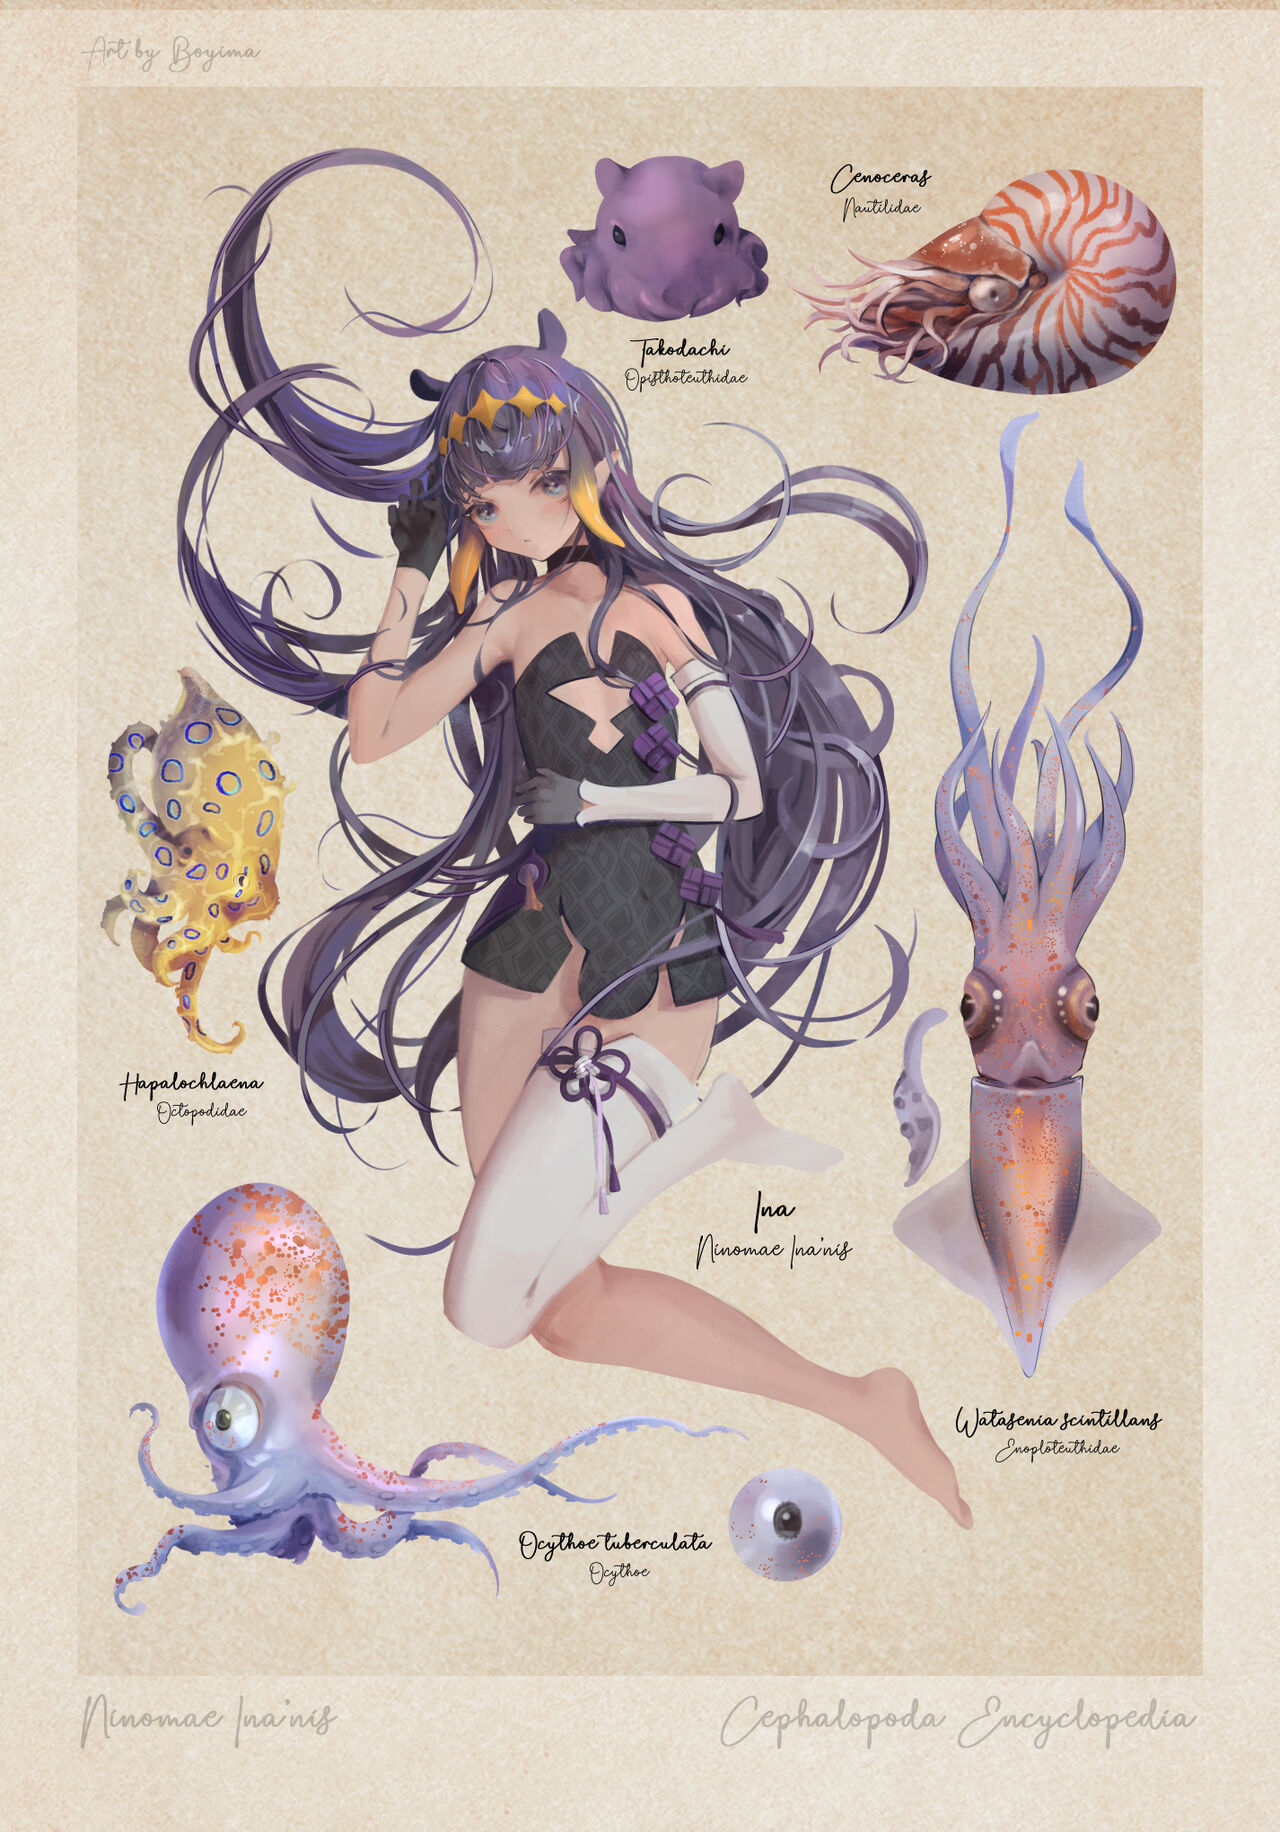 Art by Boyima
Cenoceras
Nautilidae
Takodachi
Opisthoteuthidae
Hapalochlaena
Octopodidae
Ina
Ninomae Ina'nis
Watasenia scintillans
Enoploteuthidae
Ocythoe tuberculata
Ocythoe
Ninomae Ina'nis
Cephalopoda Encyclopedia